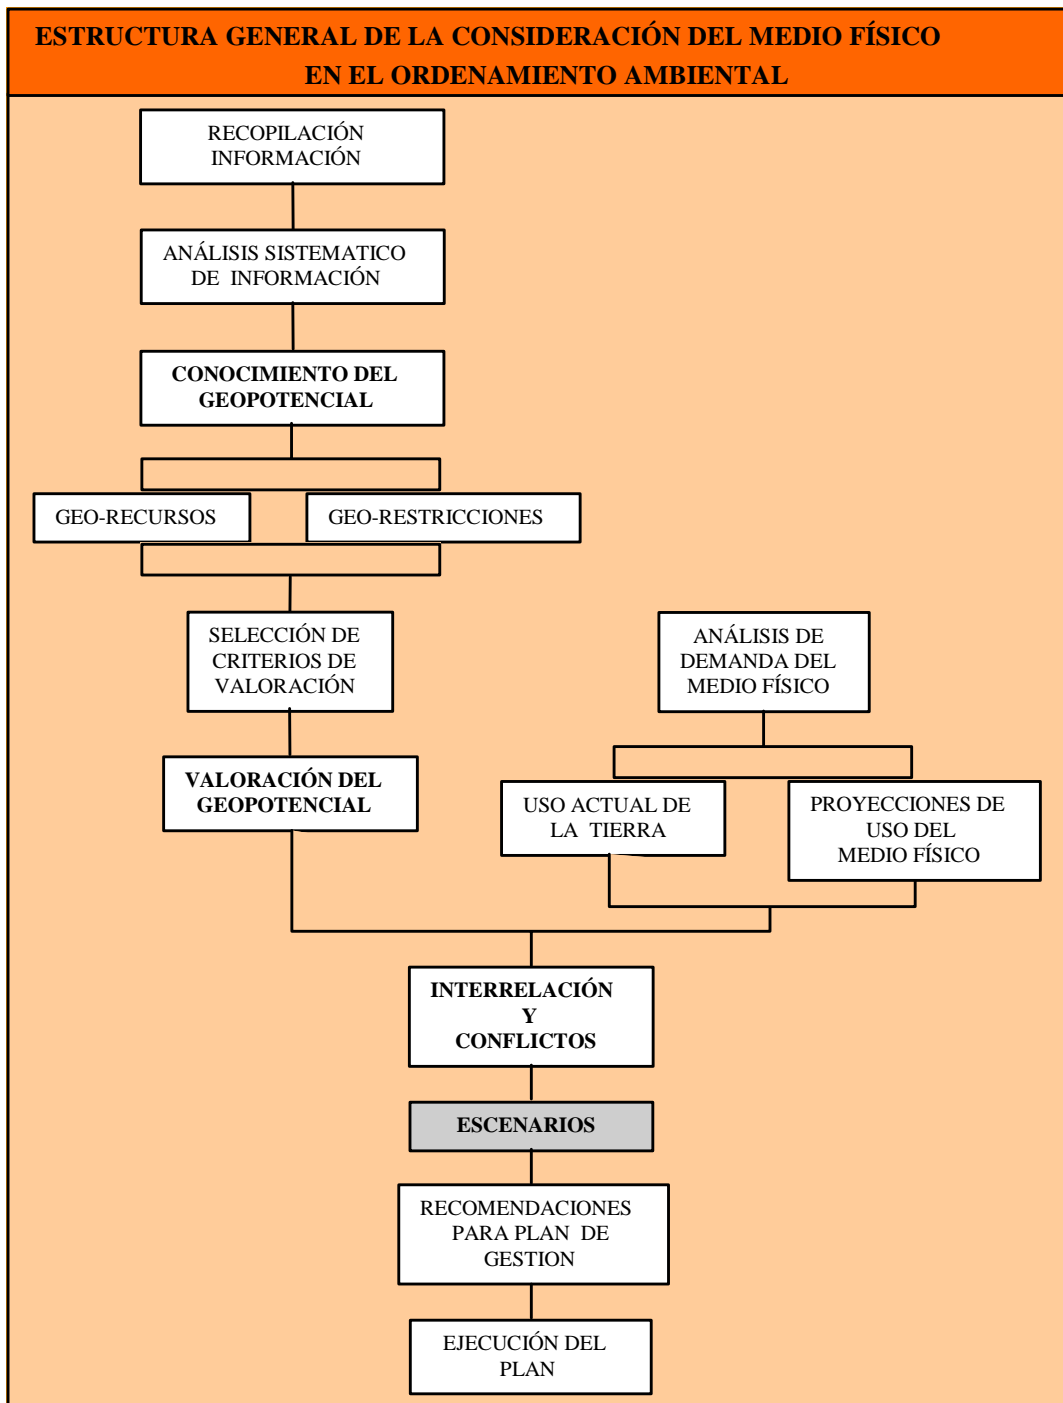 ESTRUCTURA GENERAL DE LA CONSIDERACIÓN DEL MEDIO FÍSICO
EN EL ORDENAMIENTO AMBIENTAL
RECOPILACIÓN
INFORMACIÓN
ANÁLISIS SISTEMATICO
DE INFORMACIÓN
CONOCIMIENTO DEL
GEOPOTENCIAL
GEO-RECURSOS
GEO-RESTRICCIONES
SELECCIÓN DE
CRITERIOS DE
VALORACIÓN
ANÁLISIS DE
DEMANDA DEL
MEDIO FÍSICO
VALORACIÓN DEL
GEOPOTENCIAL
USO ACTUAL DE
LA TIERRA
PROYECCIONES DE
USO DEL
MEDIO FÍSICO
INTERRELACIÓN
Y
CONFLICTOS
ESCENARIOS
RECOMENDACIONES
PARA PLAN DE
GESTION
EJECUCIÓN DEL
PLAN